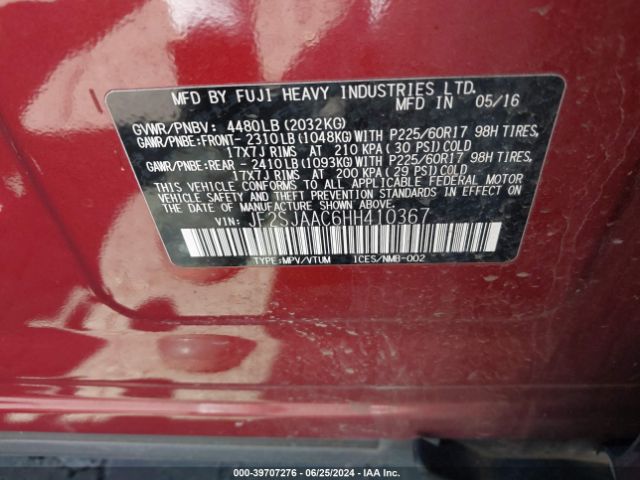 MFD BY FUJI HEAVY INDUSTRIES LTD.
MFD IN 05/16
GVWR/PNBV: 4480LB (2032KG)
GAWR/PNBE: FRONT- 2310LB (1048KG) WITH P225/60R17 98H TIRES,
17X7J RIMS AT 210 KPA (30 PSI) COLD
GAWR/PNBE: REAR - 2410LB (1093KG) WITH P225/60R17 98H TIRES,
17X7J RIMS AT 200 KPA (29 PSI) COLD
THIS VEHICLE CONFORMS TO ALL APPLICABLE FEDERAL MOTOR
VEHICLE SAFETY, BUMPER, AND THEFT PREVENTION STANDARDS
IN EFFECT ON THE DATE OF MANUFACTURE SHOWN ABOVE.
VIN: JF2SJAAC6HH410367
TYPE:MPV/VTUM ICES/NMB-002
000-39707276 - 06/25/2024 - IAA Inc.